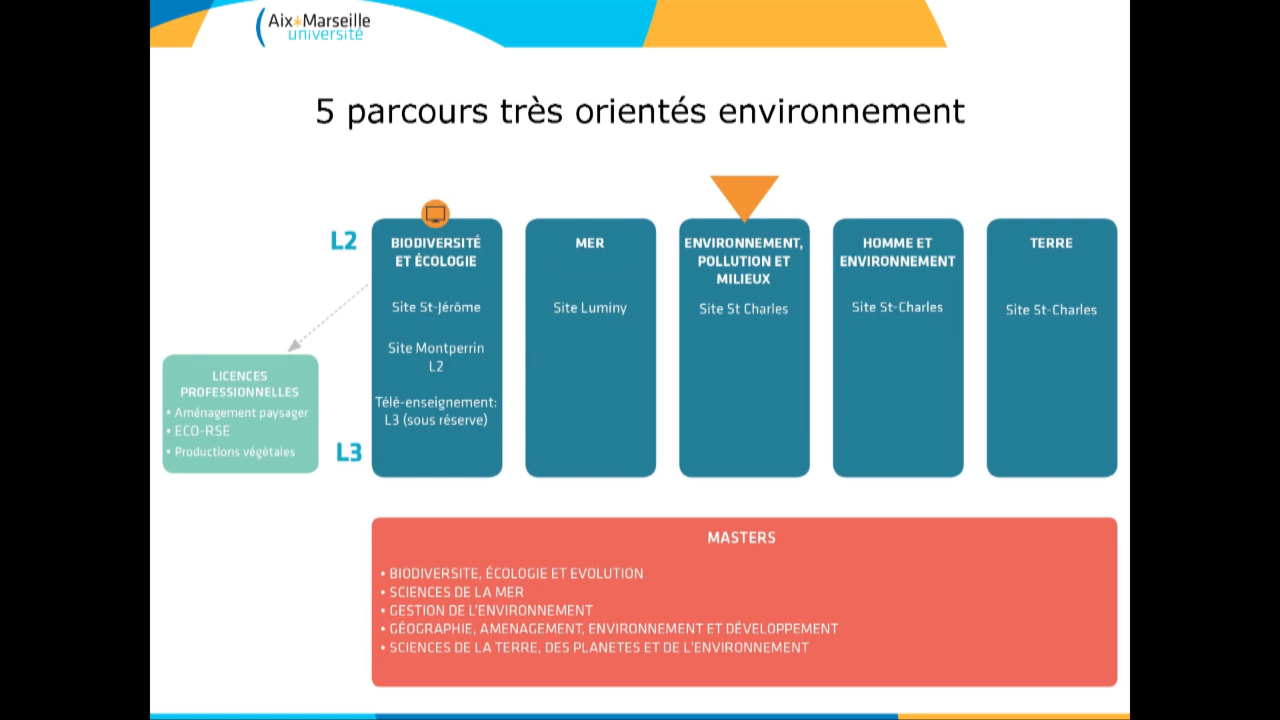 Aix*Marseille
université
5 parcours très orientés environnement
L2
BIODIVERSITÉ
ET ÉCOLOGIE
Site St-Jérôme
Site Montperrin
L2
Télé-enseignement:
L3 (sous réserve)
MER
Site Luminy
ENVIRONNEMENT,
POLLUTION ET
MILIEUX
Site St Charles
HOMME ET
ENVIRONNEMENT
Site St-Charles
TERRE
Site St-Charles
LICENCES
PROFESSIONNELLES
• Aménagement paysager
• ECO-RSE
• Productions végétales
L3
MASTERS
• BIODIVERSITE, ÉCOLOGIE ET EVOLUTION
• SCIENCES DE LA MER
• GESTION DE L'ENVIRONNEMENT
• GÉOGRAPHIE, AMENAGEMENT, ENVIRONNEMENT ET DÉVELOPPEMENT
• SCIENCES DE LA TERRE, DES PLANETES ET DE L'ENVIRONNEMENT